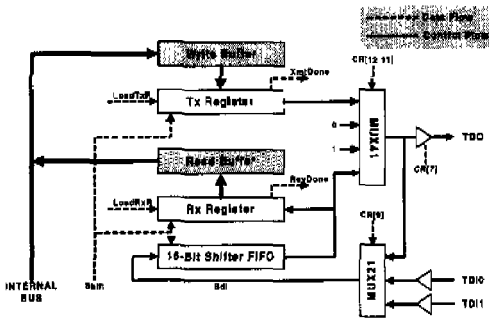 Data Flow
Control Flow
Write Buffer
CR[12:11]
XmtDone
LoadTxR
Tx Register
MUX41
0
1
TDO
CR[7]
Read Buffer
RcvDone
LoadRxR
Rx Register
CR[9]
16-Bit Shifter FIFO
MUX21
INTERNAL
BUS
Sdi
TDI0
TDI1